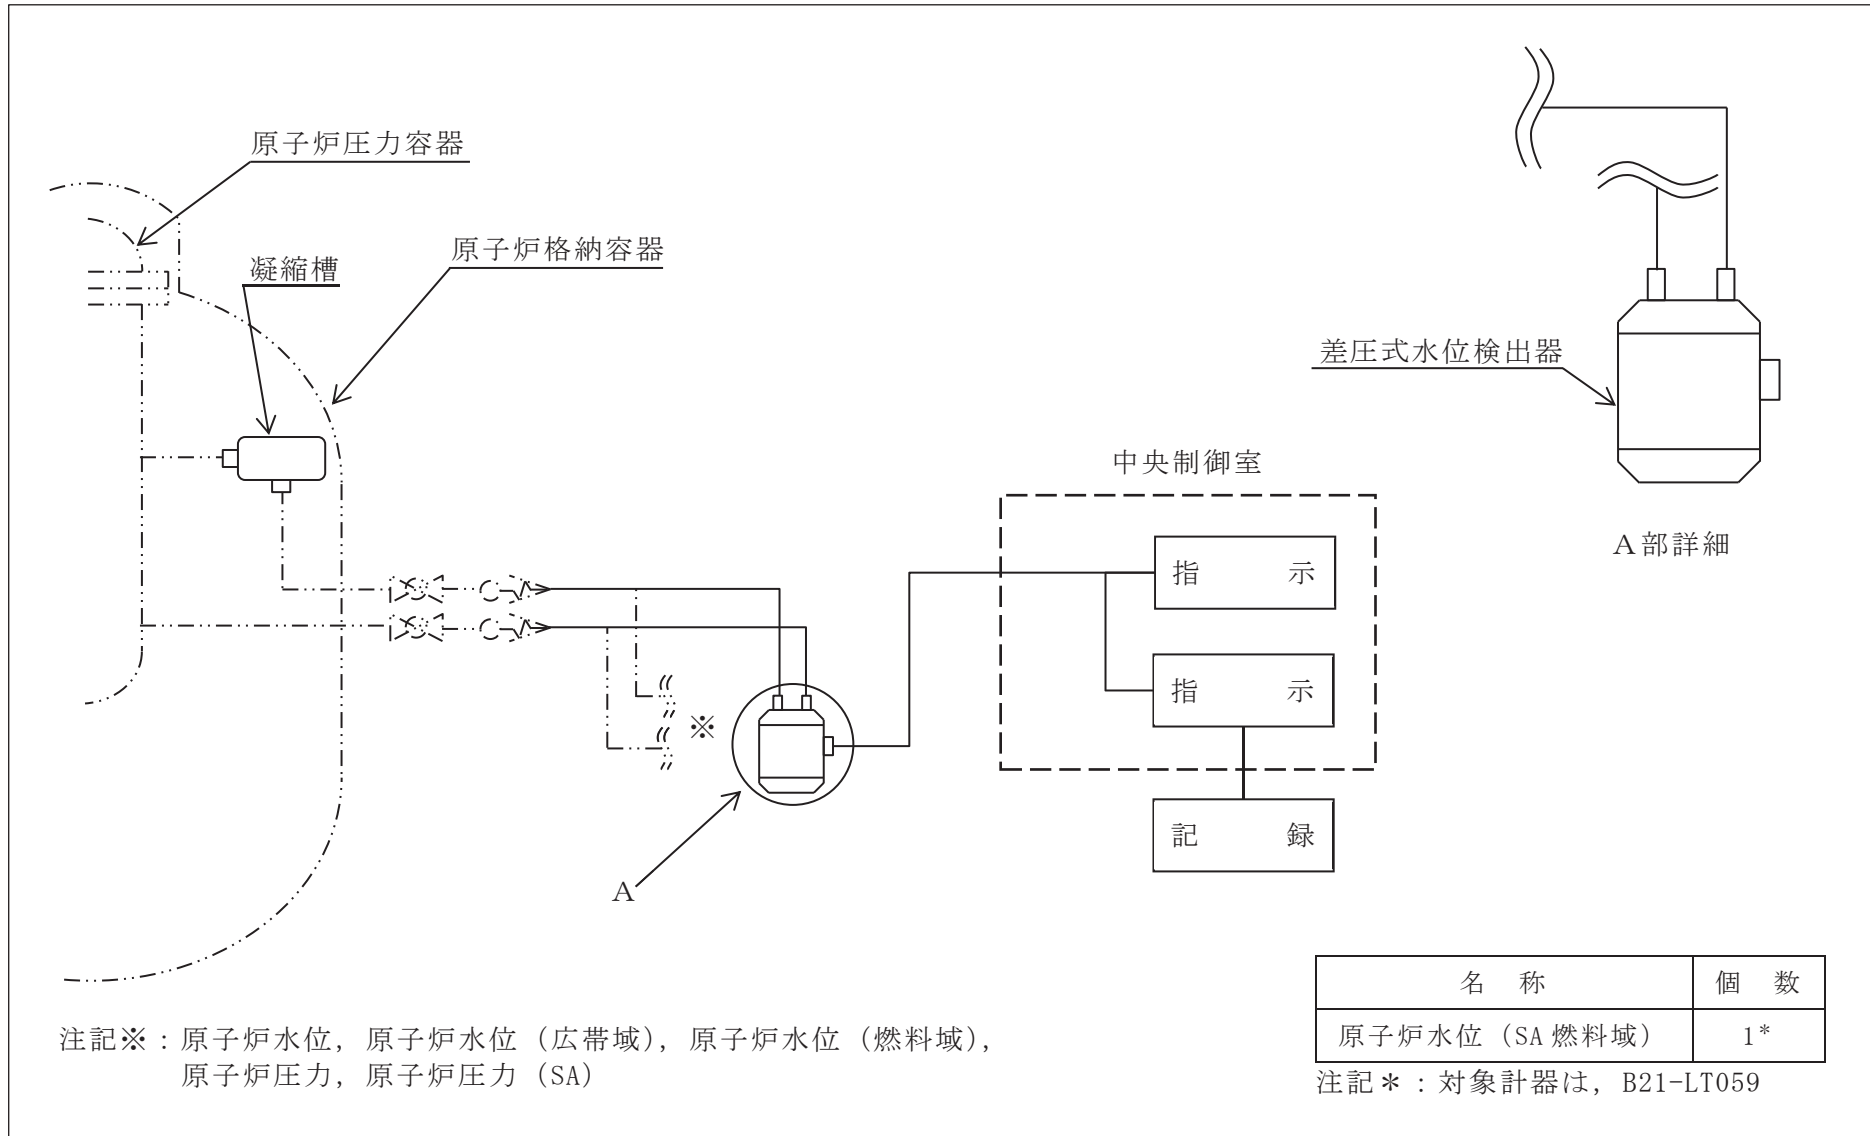 原子炉圧力容器
原子炉格納容器
凝縮槽
差圧式水位検出器
A部詳細
中央制御室
指　示
指　示
記　録
※
A
名　称　個　数
原子炉水位（SA燃料域）　1*
注記＊：対象計器は，B21-LT059
注記※：原子炉水位，原子炉水位（広帯域），原子炉水位（燃料域），
原子炉圧力，原子炉圧力（SA）